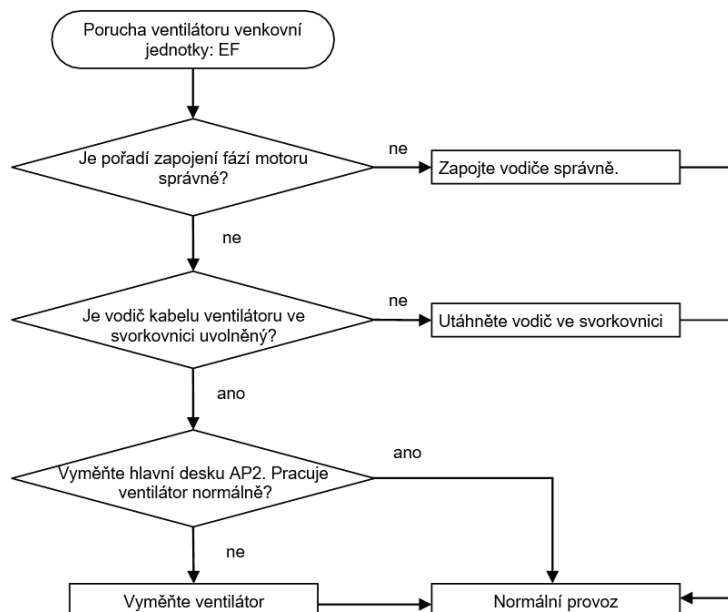 Porucha ventilátoru venkovní
jednotky: EF
Je pořadí zapojení fází motoru
správné?
ne
Zapojte vodiče správně.
ne
Je vodič kabelu ventilátoru ve
svorkovnici uvolněný?
ne
Utáhněte vodič ve svorkovnici
ano
Vyměňte hlavní desku AP2. Pracuje
ventilátor normálně?
ano
ne
Vyměňte ventilátor
Normální provoz